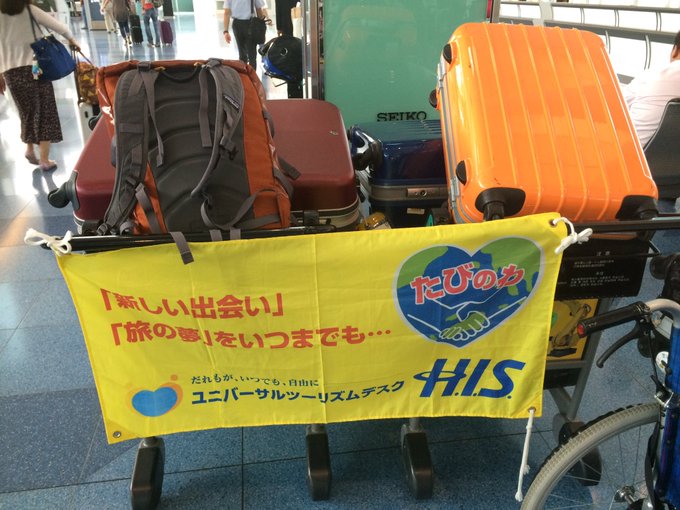 SEIKO
たびのわ
「新しい出会い」
「旅の夢」をいつまでも…
だれもが、いつでも、自由に
ユニバーサルツーリズムデスク
H.I.S.